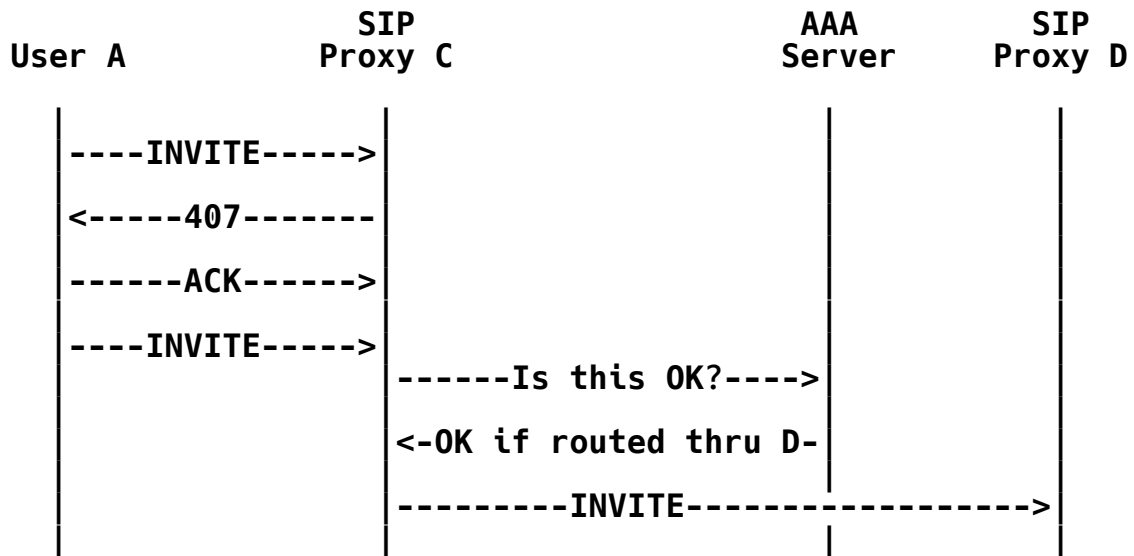 SIP AAA SIP
User A Proxy C Server Proxy D
----INVITE----->
<-----407-------
------ACK------>
----INVITE----->
------Is this OK?---->
<-OK if routed thru D-
---------INVITE------------------>